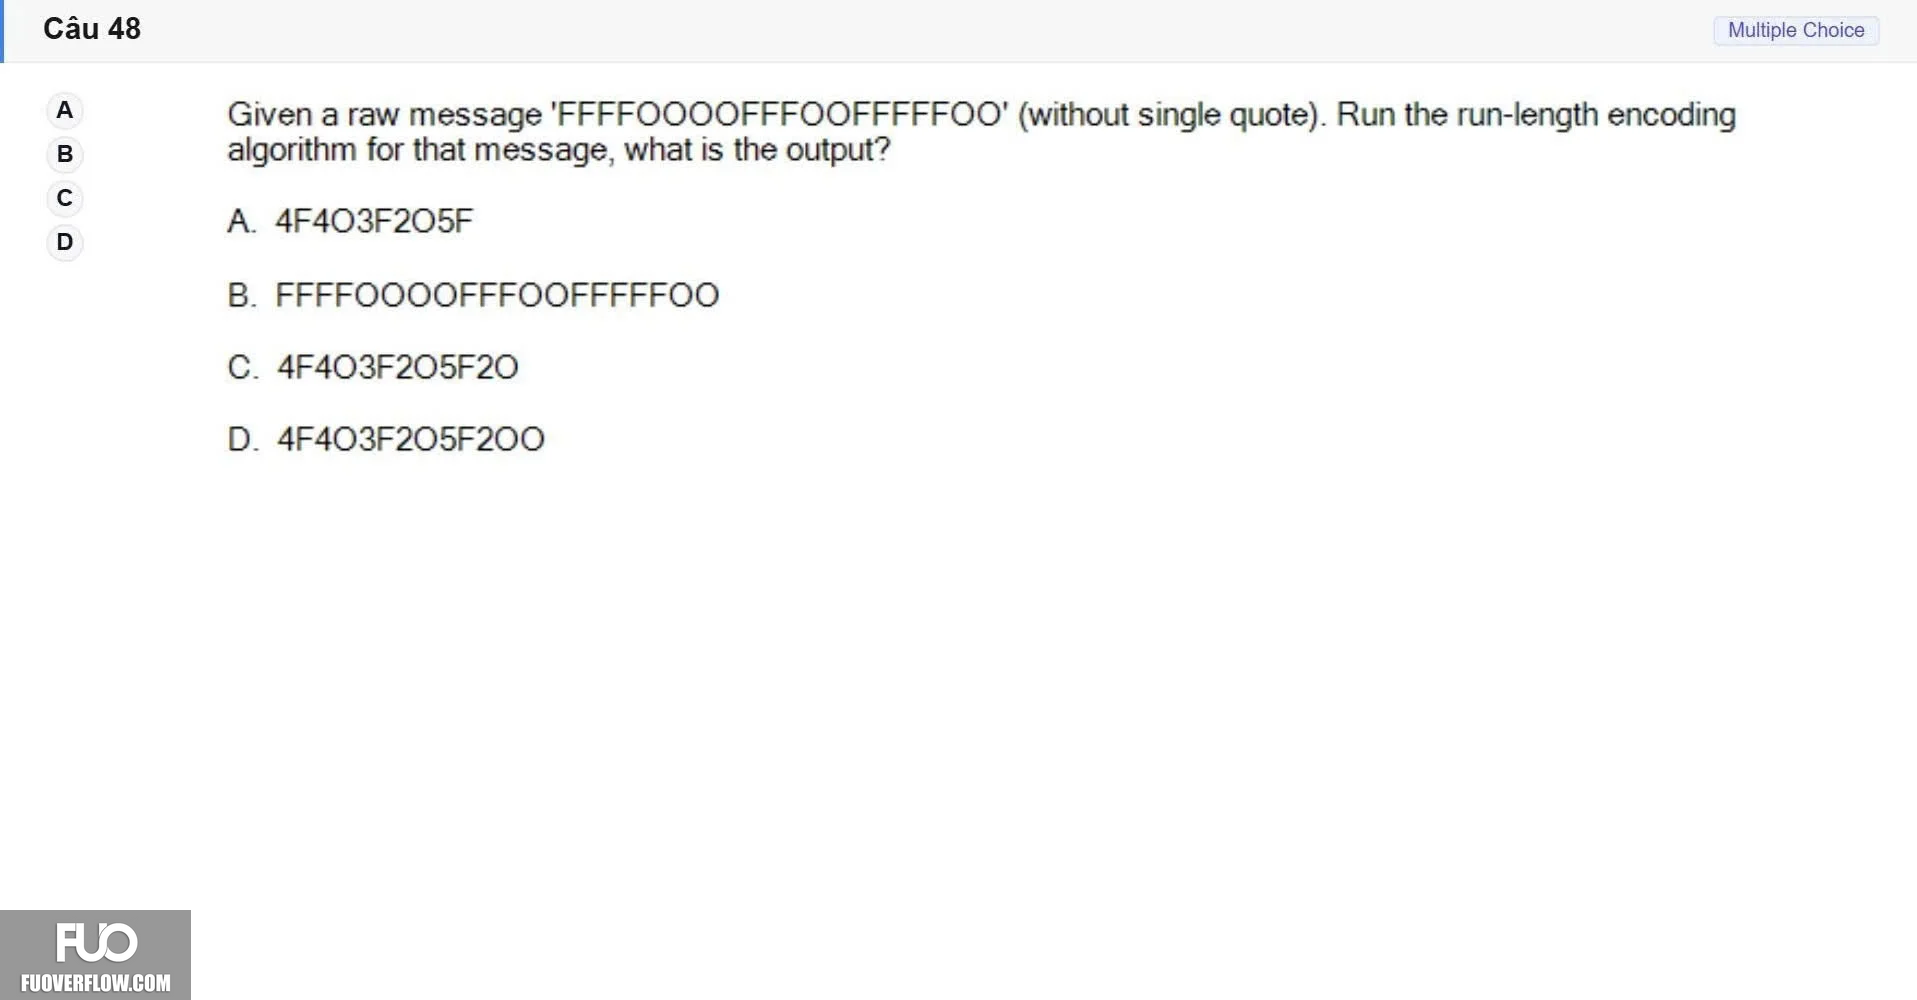 Câu 48
Multiple Choice
A
B
C
D
Given a raw message 'FFFFOOOOFFFOOFFFFFOO' (without single quote). Run the run-length encoding
algorithm for that message, what is the output?
A. 4F4O3F2O5F
B. FFFFOOOOFFFOOFFFFFOO
C. 4F4O3F2O5F2O
D. 4F4O3F2O5F2OO
FUO
FUOVERFLOW.COM